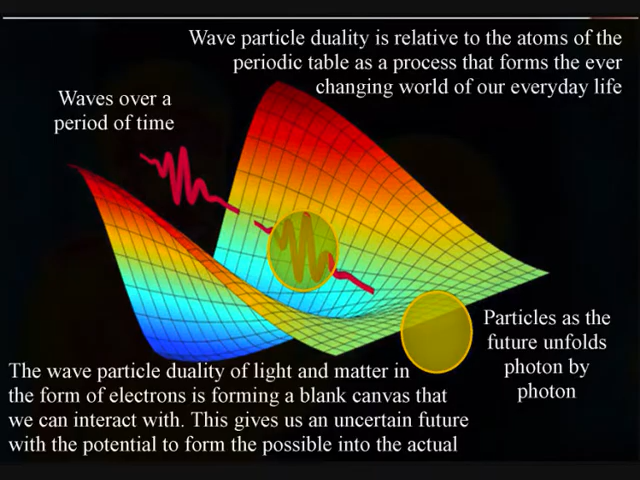 Wave particle duality is relative to the atoms of the
periodic table as a process that forms the ever
changing world of our everyday life
Waves over a
period of time
Particles as the
future unfolds
photon by
photon
The wave particle duality of light and matter in
the form of electrons is forming a blank canvas that
we can interact with. This gives us an uncertain future
with the potential to form the possible into the actual